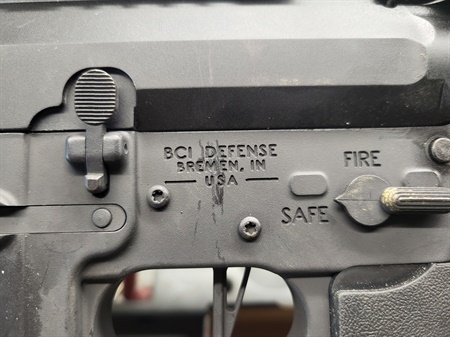 BCI DEFENSE
BREMEN, IN
USA
FIRE
SAFE